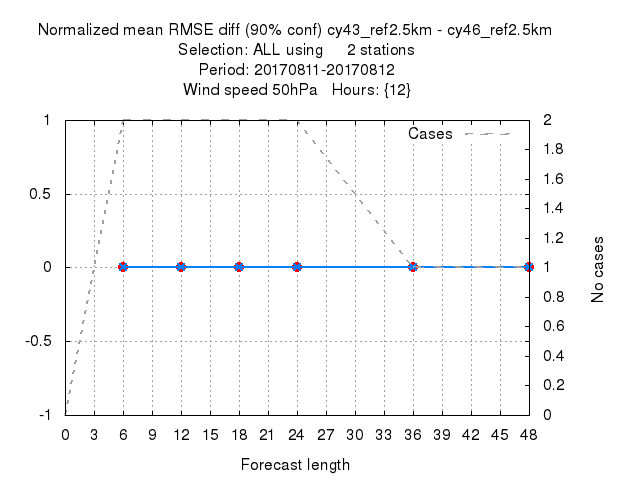 Normalized mean RMSE diff (90% conf) cy43_ref2.5km - cy46_ref2.5km
Selection: ALL using 2 stations
Period: 20170811-20170812
Wind speed 50hPa Hours: {12}
Cases
1
0.5
0
-0.5
-1
2
1.8
1.6
1.4
1.2
1
0.8
0.6
0.4
0.2
0
No cases
0 3 6 9 12 15 18 21 24 27 30 33 36 39 42 45 48
Forecast length